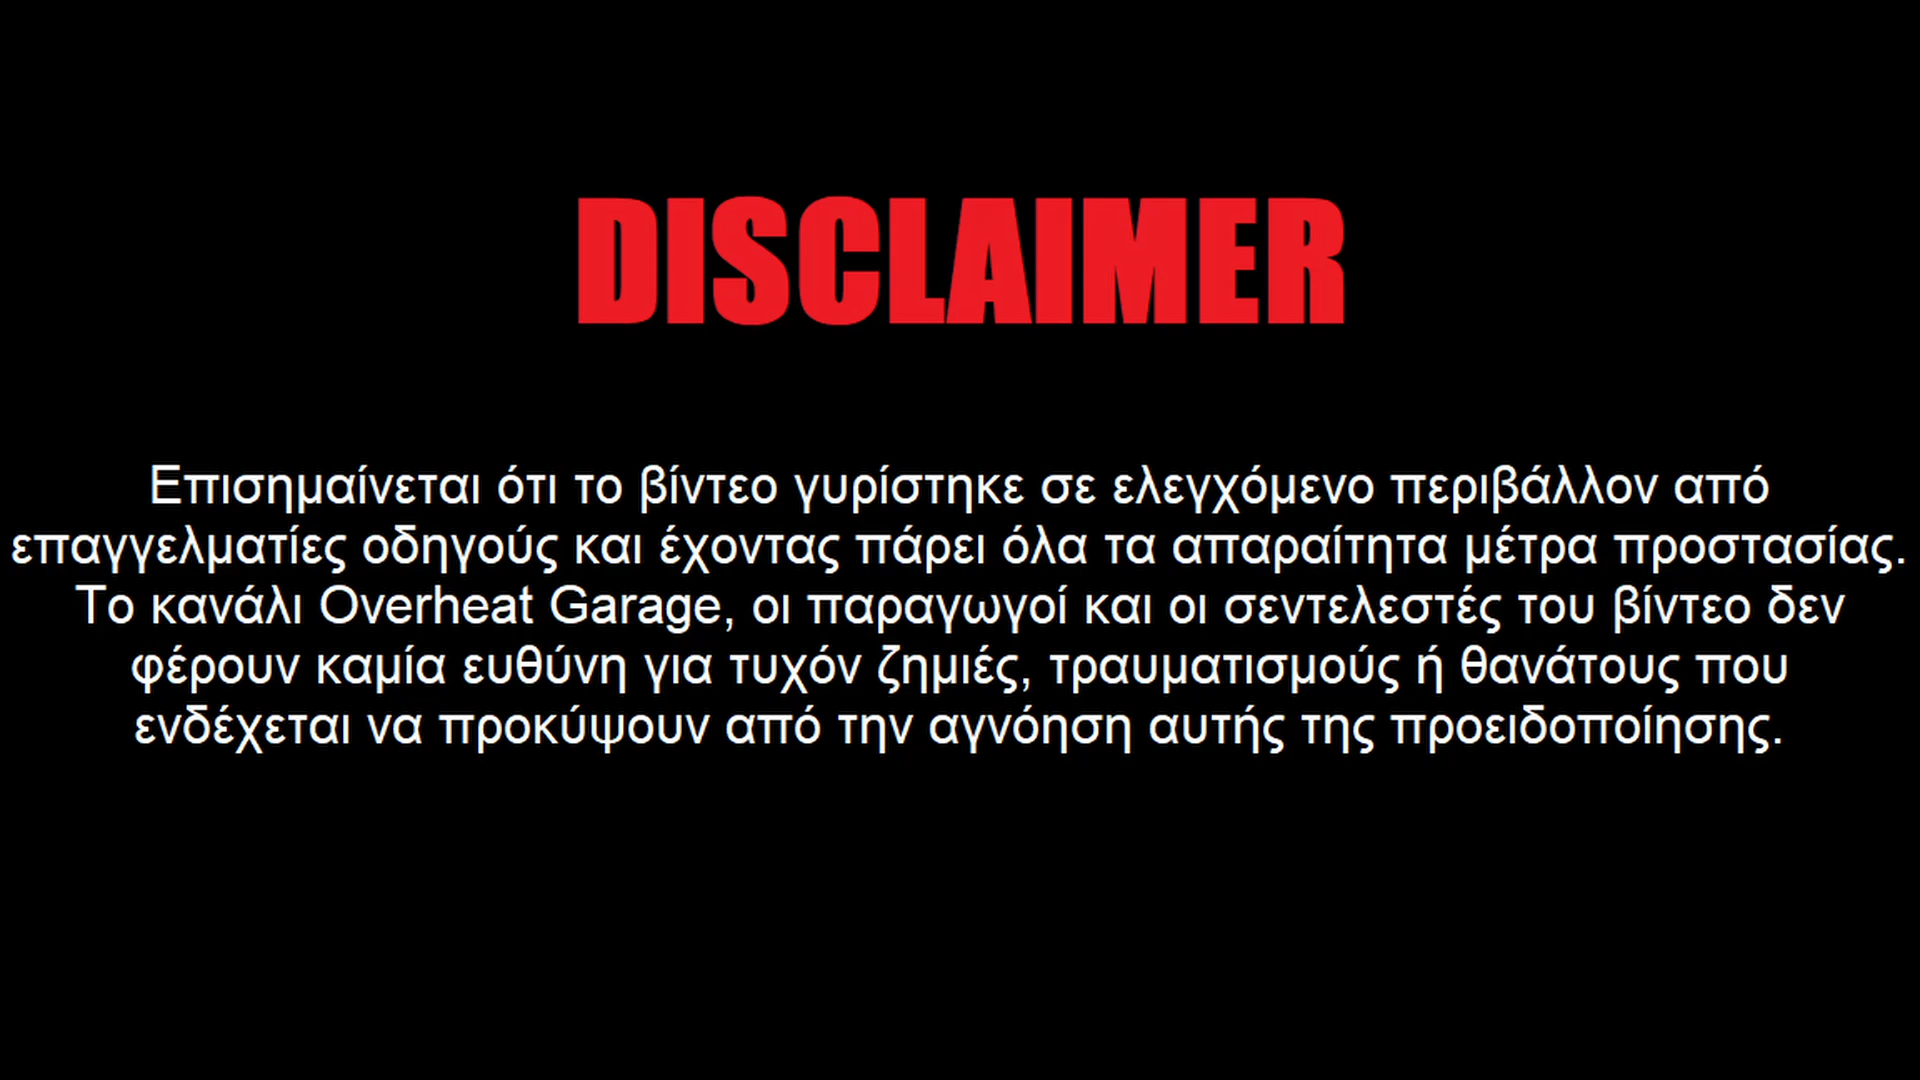 DISCLAIMER
Επισημαίνεται ότι το βίντεο γυρίστηκε σε ελεγχόμενο περιβάλλον από
επαγγελματίες οδηγούς και έχοντας πάρει όλα τα απαραίτητα μέτρα προστασίας.
Το κανάλι Overheat Garage, οι παραγωγοί και οι σεντελεστές του βίντεο δεν
φέρουν καμία ευθύνη για τυχόν ζημιές, τραυματισμούς ή θανάτους που
ενδέχεται να προκύψουν από την αγνόηση αυτής της προειδοποίησης.